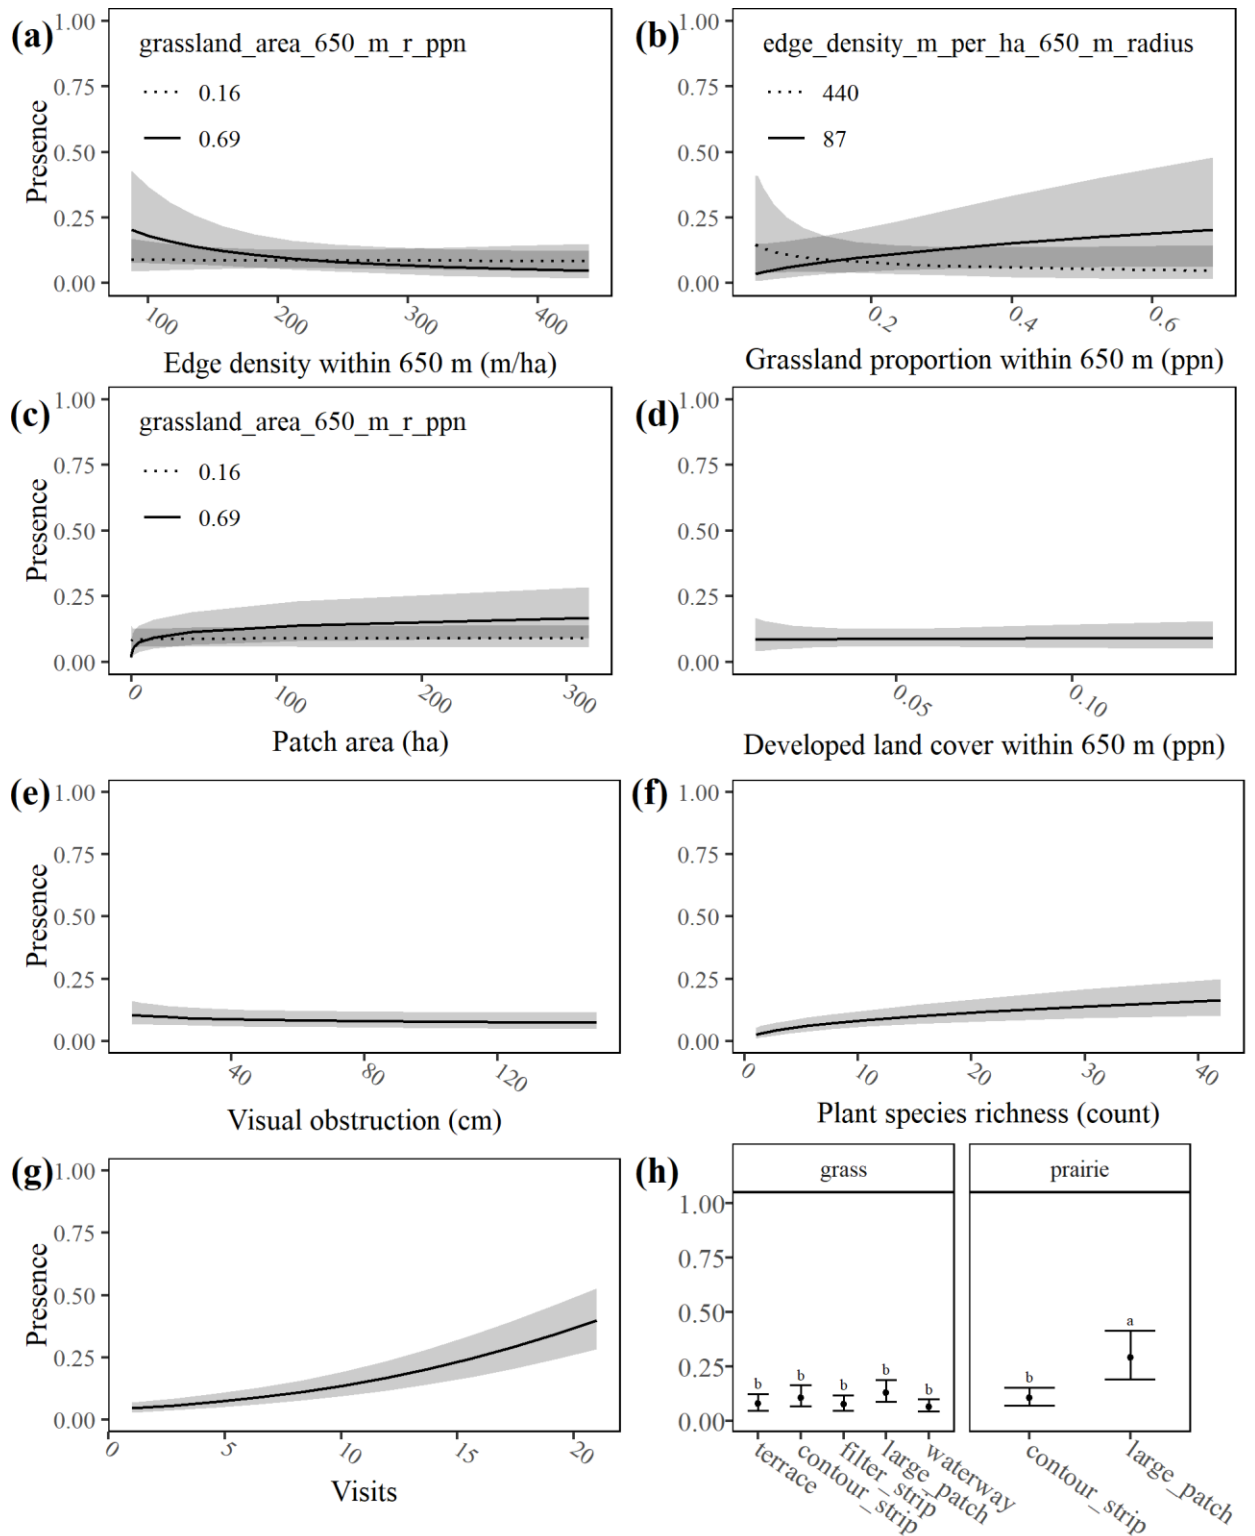 (a)
grassland_area_650_m_r_ppn
0.16
0.69
Presence
1.00
0.75
0.50
0.25
0.00
100
200
300
400
Edge density within 650 m (m/ha)
(b)
edge_density_m_per_ha_650_m_radius
440
87
1.00
0.75
0.50
0.25
0.00
0.2
0.4
0.6
Grassland proportion within 650 m (ppn)
(c)
grassland_area_650_m_r_ppn
0.16
0.69
Presence
1.00
0.75
0.50
0.25
0.00
0
100
200
300
Patch area (ha)
(d)
1.00
0.75
0.50
0.25
0.00
0.05
0.10
Developed land cover within 650 m (ppn)
(e)
Presence
1.00
0.75
0.50
0.25
0.00
40
80
120
Visual obstruction (cm)
(f)
1.00
0.75
0.50
0.25
0.00
0
10
20
30
40
Plant species richness (count)
(g)
Presence
1.00
0.75
0.50
0.25
0.00
0
5
10
15
20
Visits
(h)
grass
prairie
1.00
0.75
0.50
0.25
0.00
b
b
b
b
b
b
a
terrace
contour_strip
filter_strip
large_patch
waterway
contour_strip
large_patch